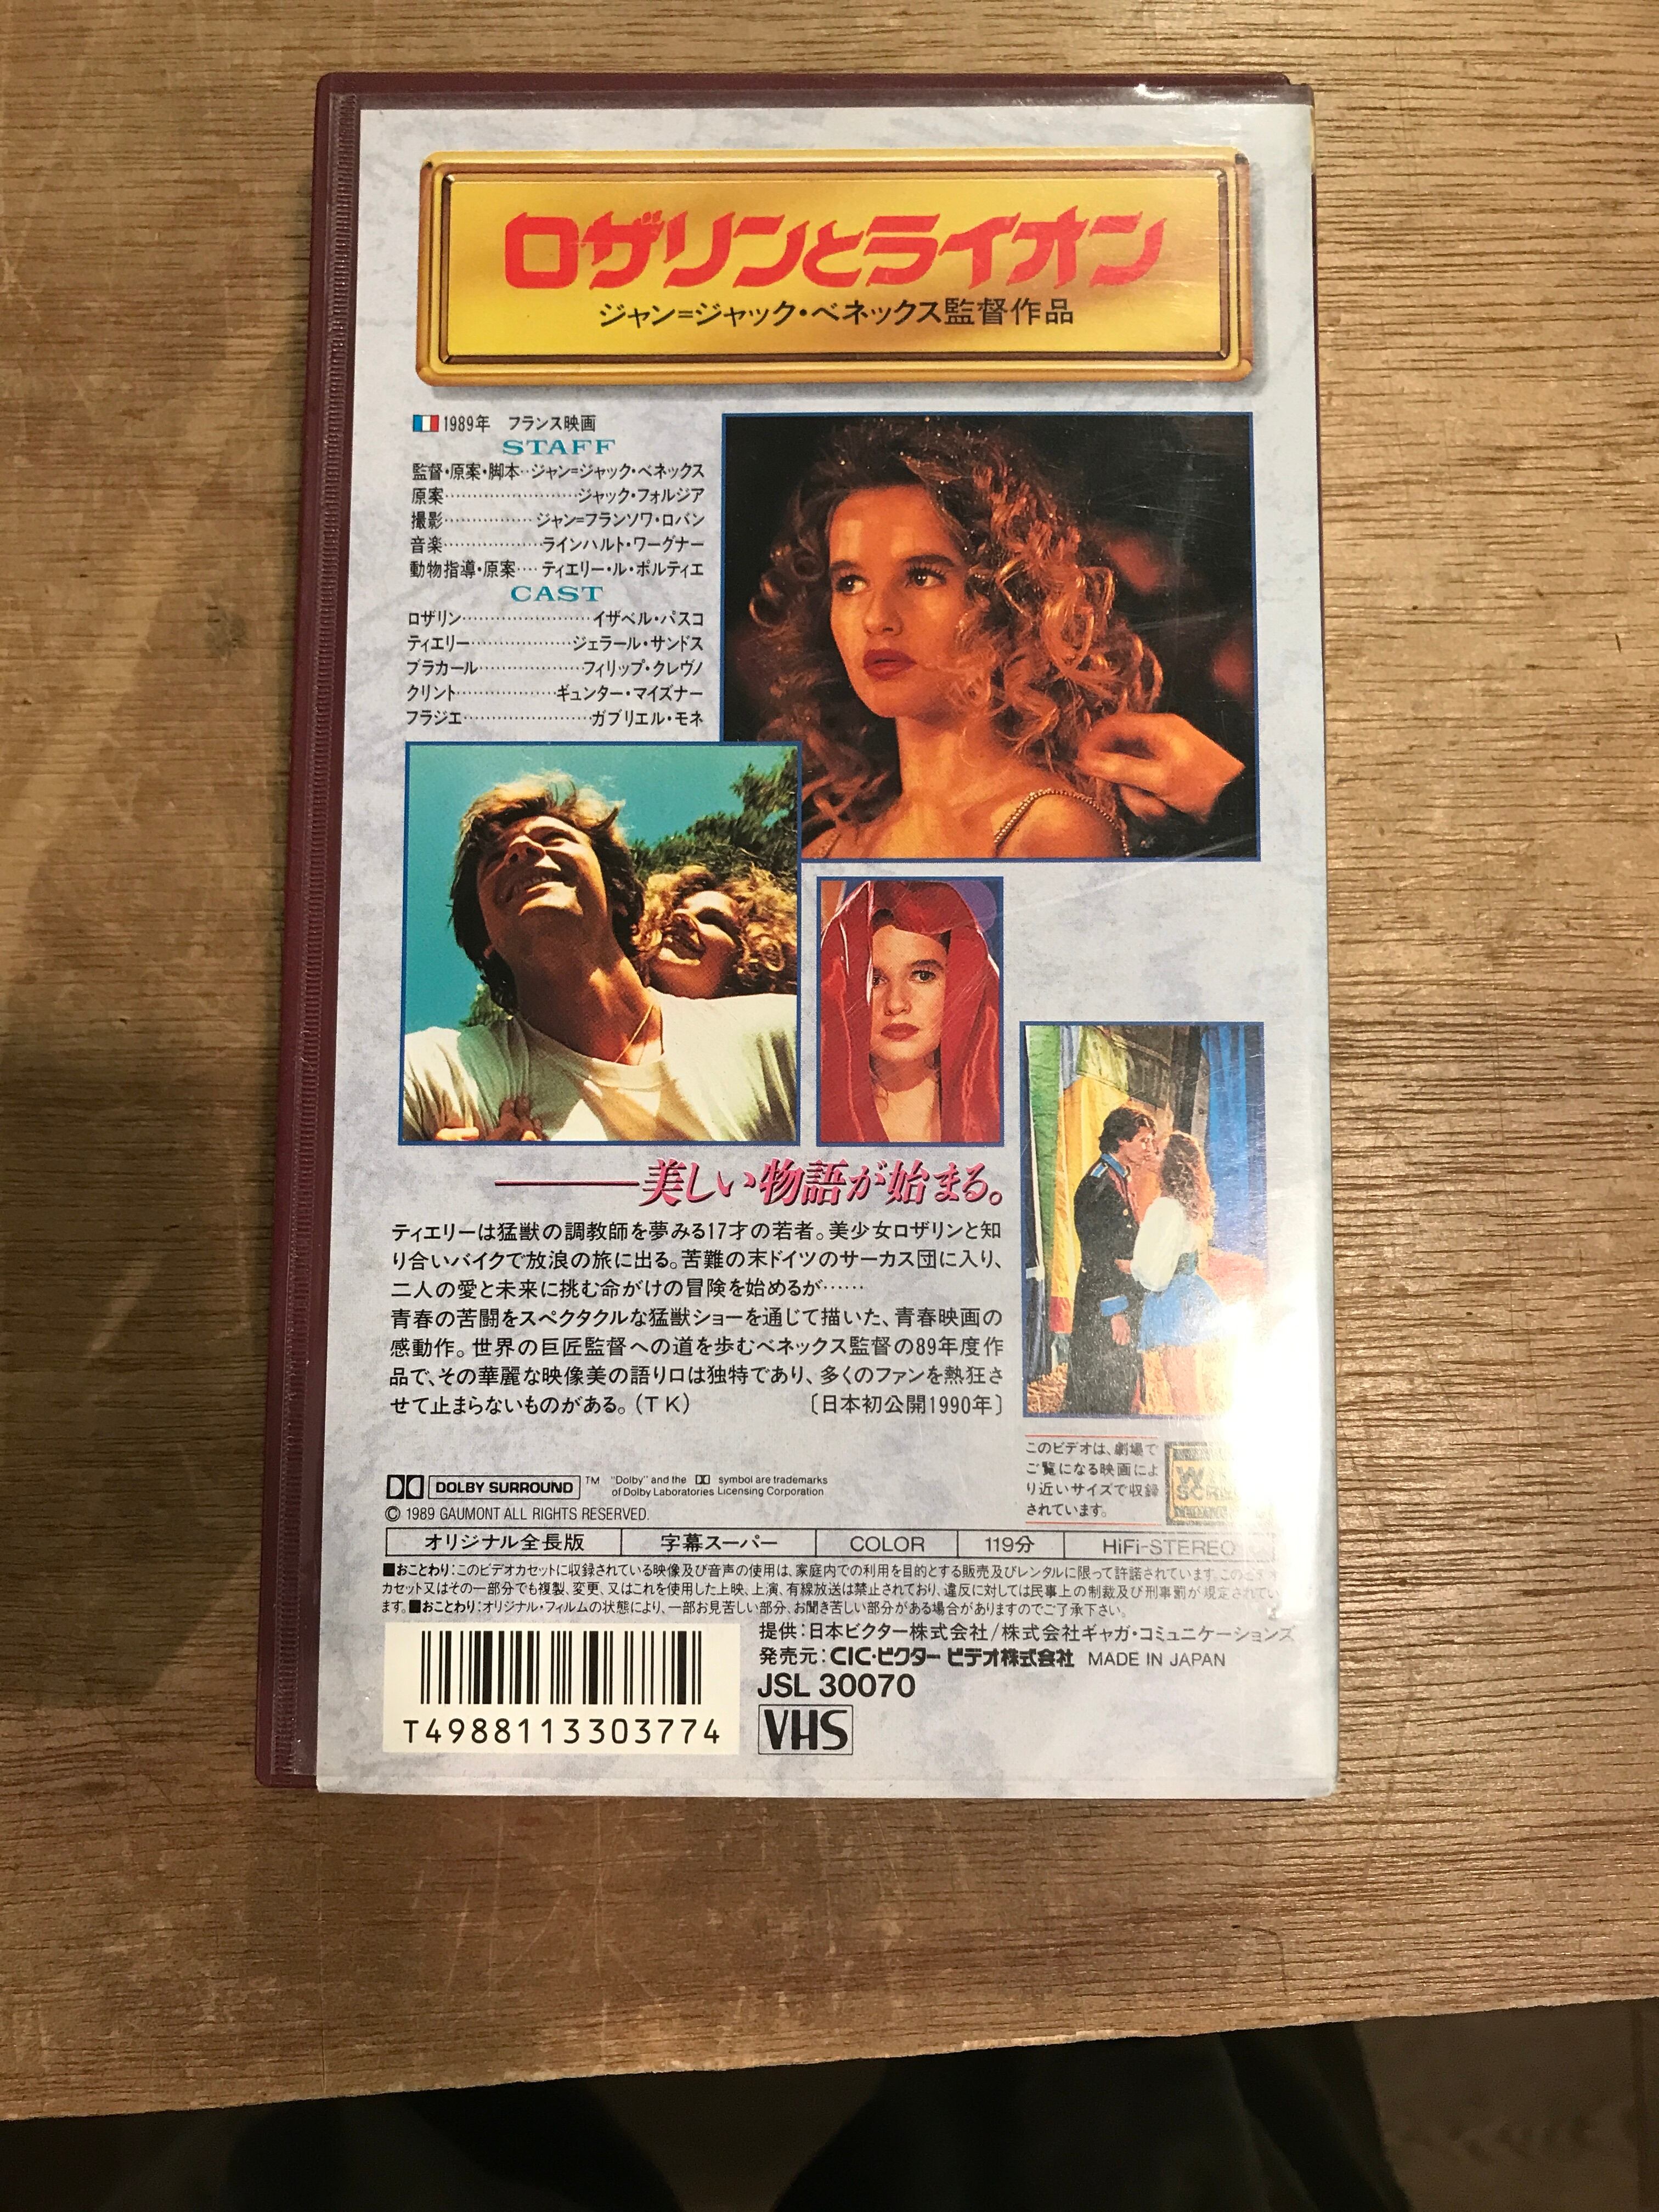 ロザリンとライオン
ジャン=ジャック・ベネックス監督作品
1989年 フランス映画
STAFF
監督・原案・脚本‥ジャン=ジャック・ベネックス
原案‥‥‥‥‥‥‥‥ジャック・フォルジア
撮影‥‥‥‥‥‥ジャン=フランソワ・ロバン
音楽‥‥‥‥‥‥ラインハルト・ワーグナー
動物指導・原案‥‥ティエリー・ル・ポルティエ
CAST
ロザリン‥‥‥‥‥‥‥‥イザベル・パスコ
ティエリー‥‥‥‥‥‥ジェラール・サンドス
ブラカール‥‥‥‥‥‥フィリップ・クレヴノ
クリント‥‥‥‥‥‥ギュンター・マイズナー
フラジエ‥‥‥‥‥‥‥‥ガブリエル・モネ
———美しい物語が始まる。
ティエリーは猛獣の調教師を夢みる17才の若者。美少女ロザリンと知
り合いバイクで放浪の旅に出る。苦難の末ドイツのサーカス団に入り、
二人の愛と未来に挑む命がけの冒険を始めるが……
青春の苦闘をスペクタクルな猛獣ショーを通じて描いた、青春映画の
感動作。世界の巨匠監督への道を歩むベネックス監督の89年度作
品で、その華麗な映像美の語り口は独特であり、多くのファンを熱狂さ
せて止まらないものがある。(TK) 〔日本初公開1990年〕
このビデオは、劇場で
ご覧になる映画によ
り近いサイズで収録
されています。
DOLBY SURROUND TM "Dolby" and the symbol are trademarks
of Dolby Laboratories Licensing Corporation
© 1989 GAUMONT ALL RIGHTS RESERVED.
オリジナル全長版 字幕スーパー COLOR 119分 HiFi-STEREO
■おことわり:このビデオカセットに収録されている映像及び音声の使用は、家庭内での利用を目的とする販売及びレンタルに限って許諾されています。このビデオ
カセット又はその一部分でも複製、変更、又はこれを使用した上映、上演、有線放送は禁止されており、違反に対しては民事上の制裁及び刑事罰が規定されてい
ます。■おことわり:オリジナル・フィルムの状態により、一部お見苦しい部分、お聞き苦しい部分がある場合がありますのでご了承下さい。
提供:日本ビクター株式会社/株式会社ギャガ・コミュニケーションズ
発売元:CIC・ビクター ビデオ株式会社 MADE IN JAPAN
JSL 30070
VHS
T4988113303774